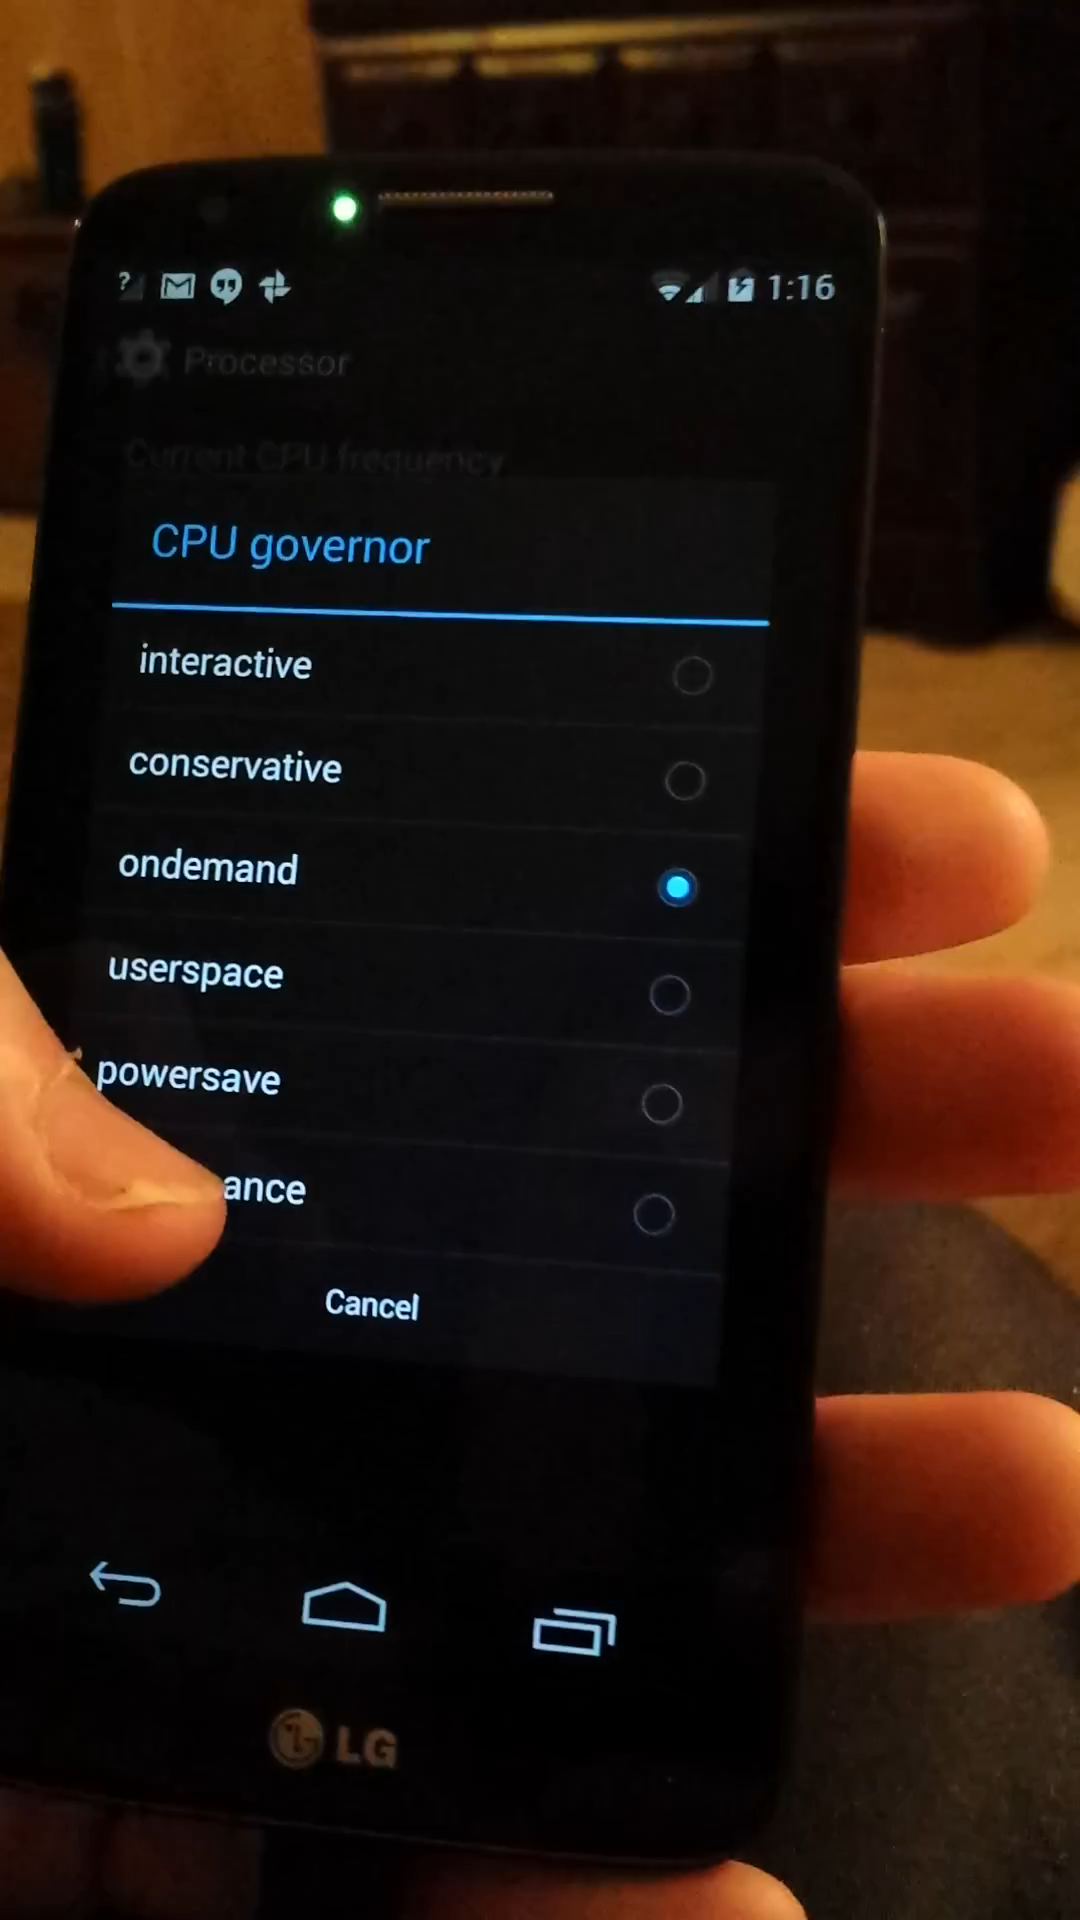 ? 1:16
Processor
Current CPU frequency
CPU governor
interactive
conservative
ondemand
userspace
powersave
ance
Cancel
LG